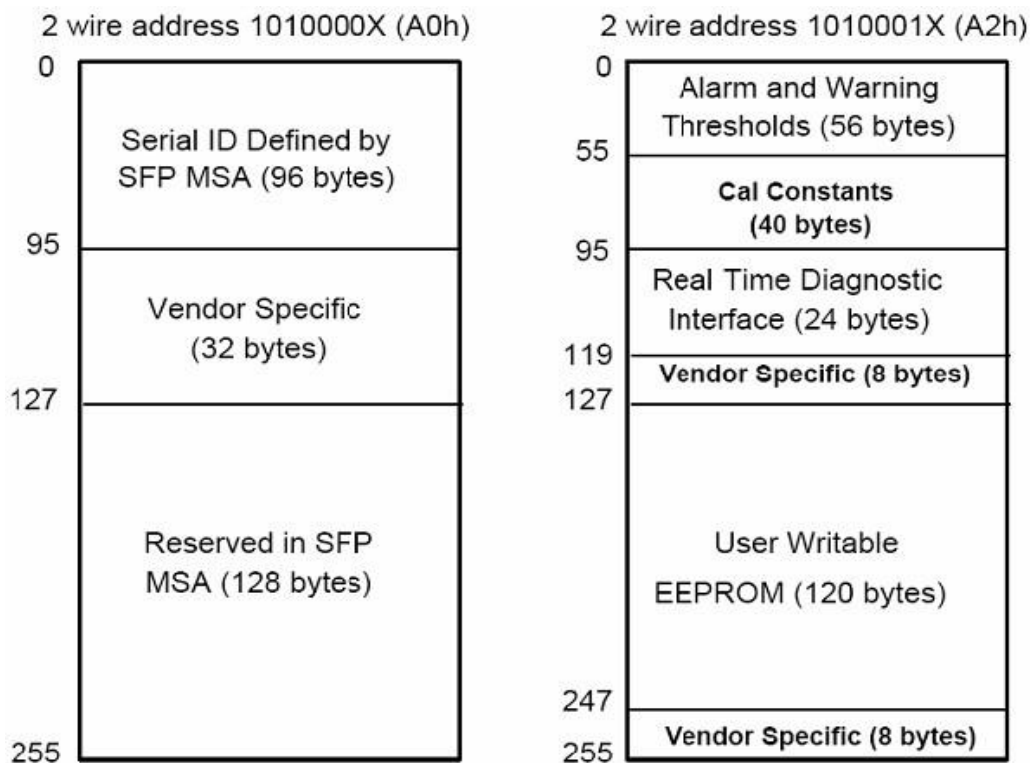 2 wire address 1010000X (A0h)
0
Serial ID Defined by
SFP MSA (96 bytes)
95
Vendor Specific
(32 bytes)
127
Reserved in SFP
MSA (128 bytes)
255
2 wire address 1010001X (A2h)
0
Alarm and Warning
Thresholds (56 bytes)
55
Cal Constants
(40 bytes)
95
Real Time Diagnostic
Interface (24 bytes)
119
Vendor Specific (8 bytes)
127
User Writable
EEPROM (120 bytes)
247
Vendor Specific (8 bytes)
255